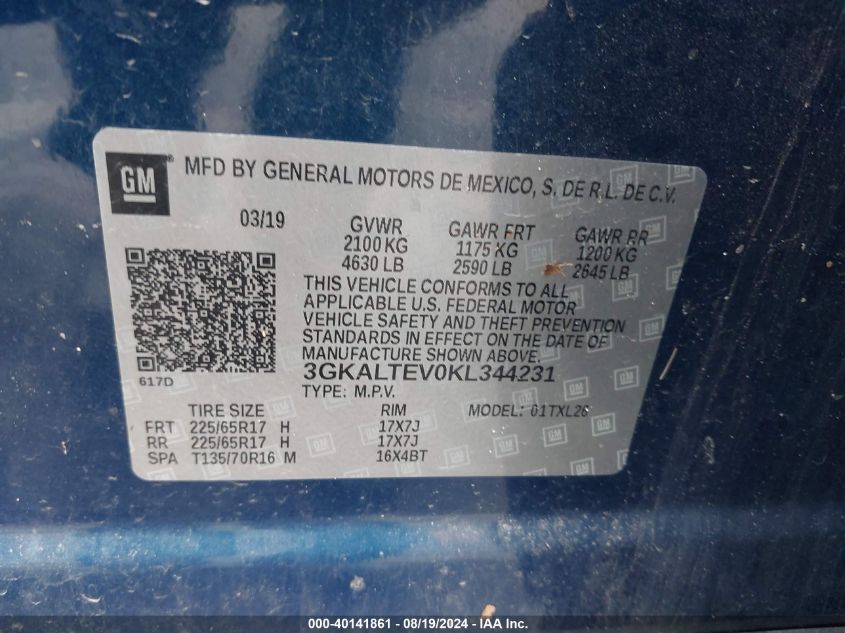 GM
MFD BY GENERAL MOTORS DE MEXICO, S. DE R.L. DE C.V.
03/19 GVWR GAWR FRT GAWR RR
2100 KG 1175 KG 1200 KG
4630 LB 2590 LB 2645 LB
THIS VEHICLE CONFORMS TO ALL
APPLICABLE U.S. FEDERAL MOTOR
VEHICLE SAFETY AND THEFT PREVENTION
STANDARDS IN EFFECT ON THE DATE OF
MANUFACTURE SHOWN ABOVE.
617D
3GKALTEV0KL344231
TYPE: M.P.V. MODEL: 01TXL26
TIRE SIZE RIM
FRT 225/65R17 H 17X7J
RR 225/65R17 H 17X7J
SPA T135/70R16 M 16X4BT
000-40141861 | 08/19/2024 | IAA Inc.